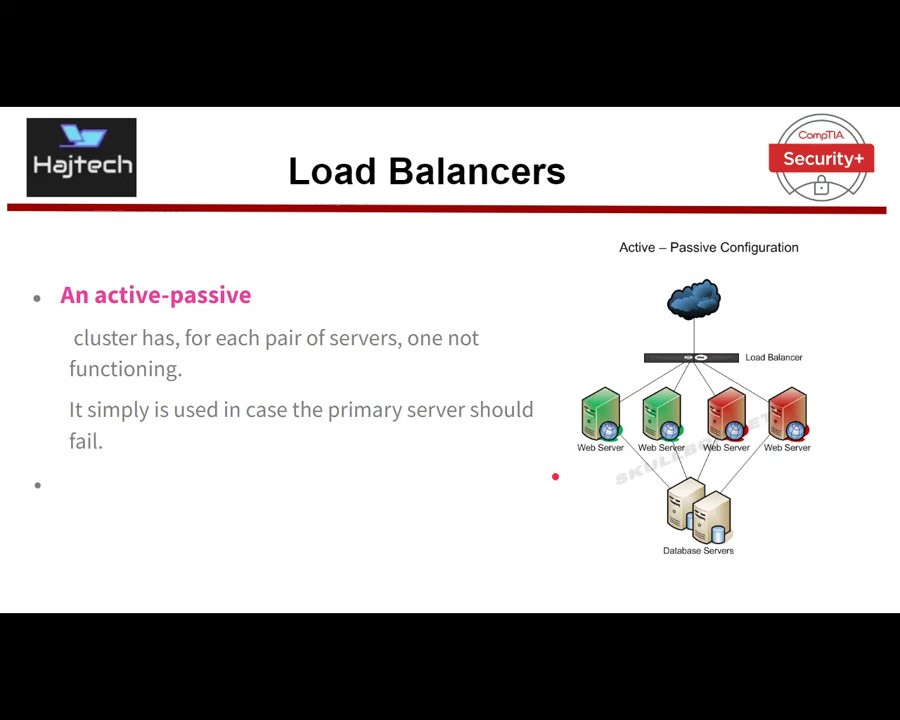 Hajtech
Load Balancers
CompTIA
Security+
Active – Passive Configuration
• An active-passive
cluster has, for each pair of servers, one not
functioning.
It simply is used in case the primary server should
fail.
•
Load Balancer
Web Server Web Server Web Server Web Server
Database Servers